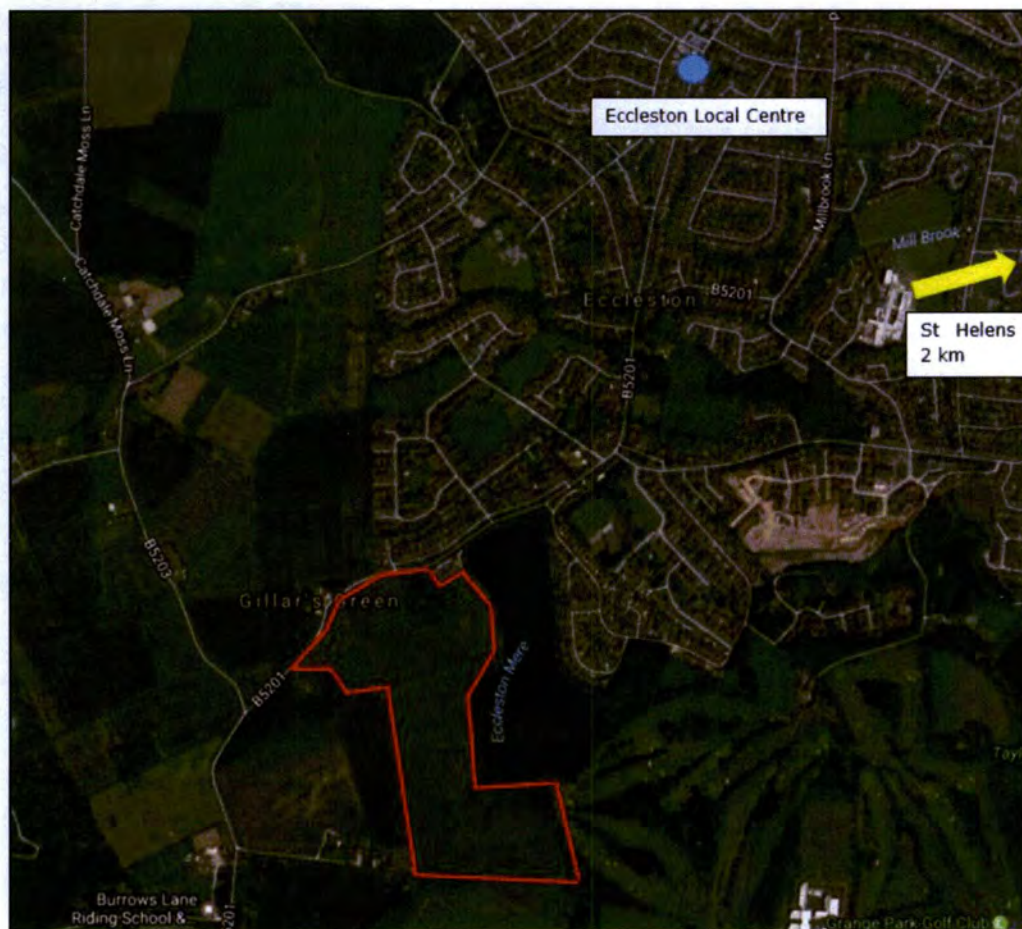 Catchdale Moss Ln
Eccleston Local Centre
Millbrook Ln
Mill Brook
Catchdale Moss Ln
Eccleston
B5201
St Helens
2 km
B5201
B5203
Gillar's Green
B5201
Eccleston Mere
Burrows Lane
Riding School &
Grange Park Golf Club